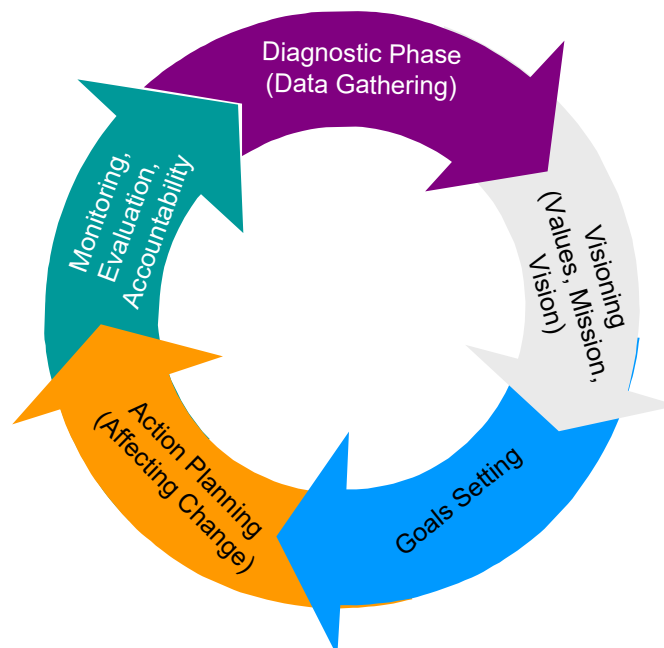 Diagnostic Phase
(Data Gathering)
Visioning
(Values, Mission,
Vision)
Goals Setting
Action Planning
(Affecting Change)
Monitoring,
Evaluation,
Accountability